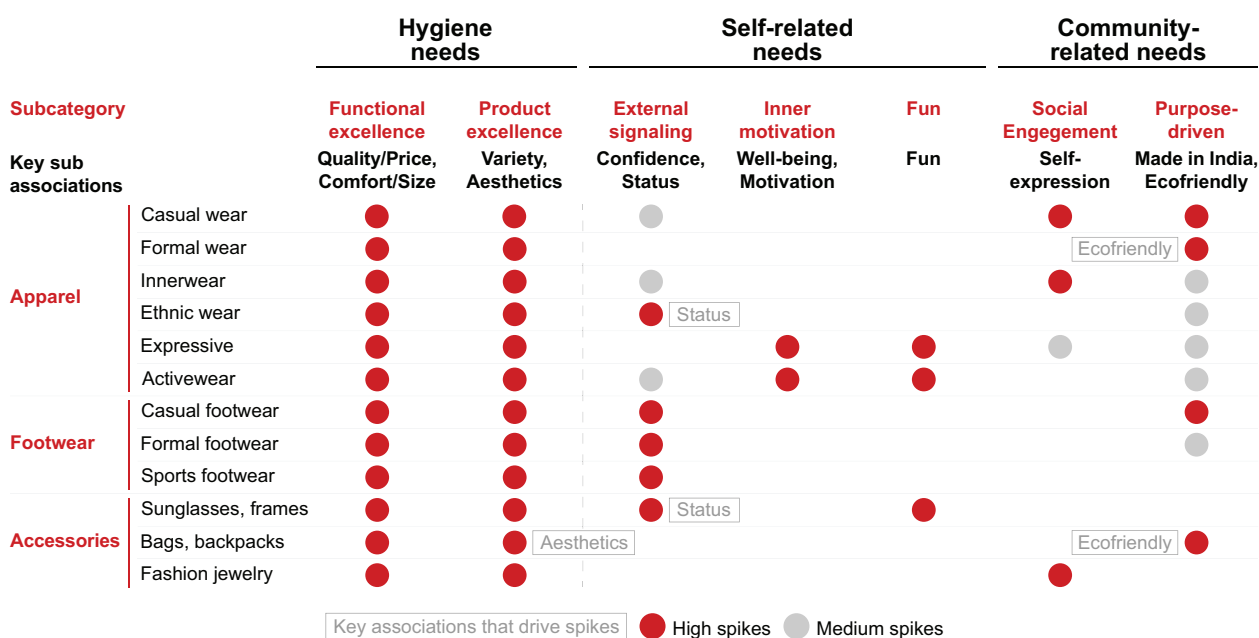 Hygiene
needs
Self-related
needs
Community-
related needs
Subcategory
Functional
excellence
Product
excellence
External
signaling
Inner
motivation
Fun
Social
Engegement
Purpose-
driven
Key sub
associations
Quality/Price,
Comfort/Size
Variety,
Aesthetics
Confidence,
Status
Well-being,
Motivation
Fun
Self-
expression
Made in India,
Ecofriendly
Apparel
Casual wear
Formal wear
Ecofriendly
Innerwear
Ethnic wear
Status
Expressive
Activewear
Footwear
Casual footwear
Formal footwear
Sports footwear
Accessories
Sunglasses, frames
Status
Bags, backpacks
Aesthetics
Ecofriendly
Fashion jewelry
Key associations that drive spikes
High spikes
Medium spikes